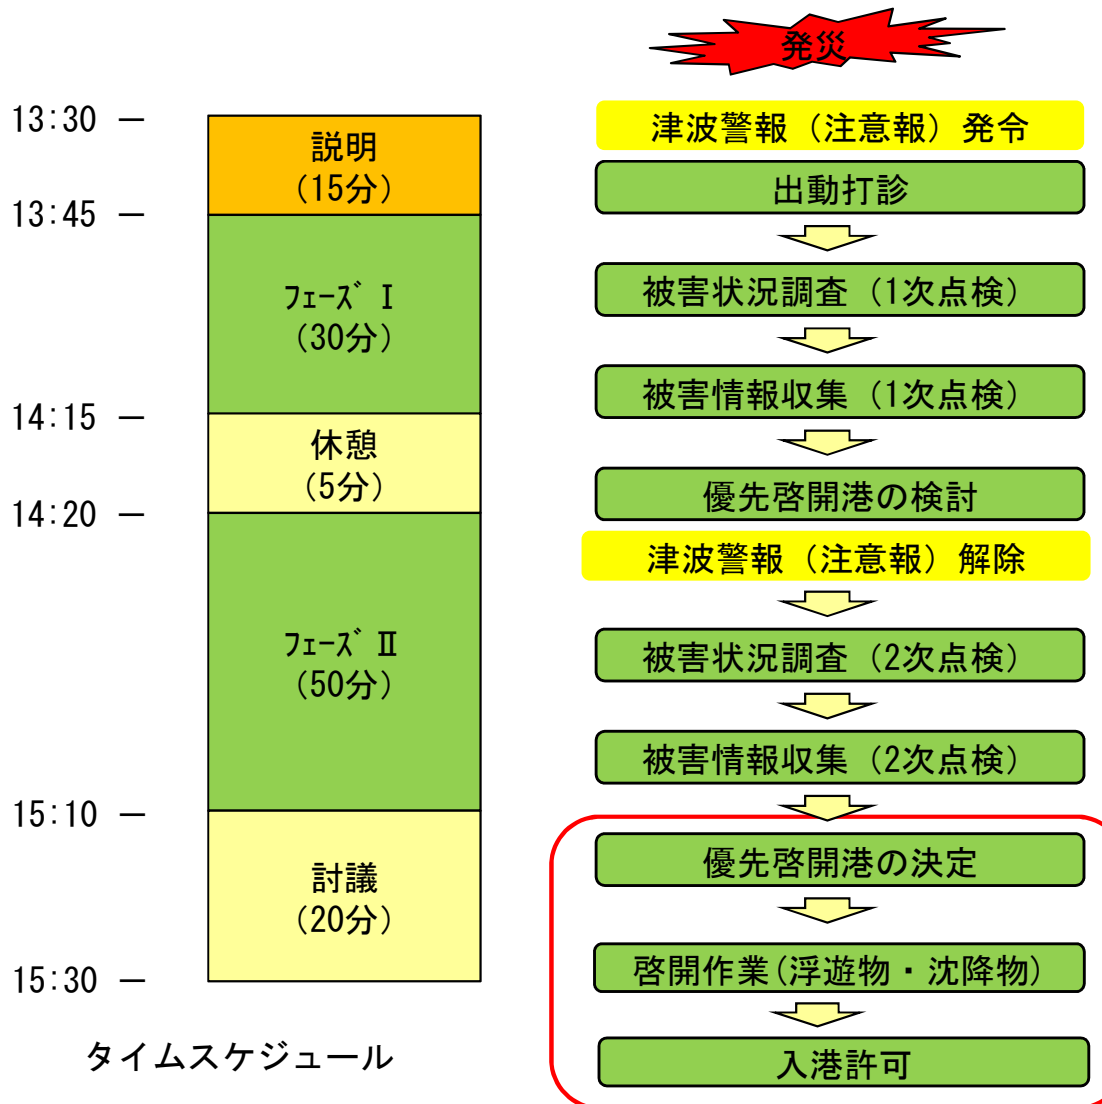 13:30 —
13:45 —
14:15 —
14:20 —
15:10 —
15:30 —
説明
(15分)
ﾌｪｰｽﾞ Ⅰ
(30分)
休憩
(5分)
ﾌｪｰｽﾞ Ⅱ
(50分)
討議
(20分)
タイムスケジュール
発災
津波警報（注意報）発令
出動打診
被害状況調査（1次点検）
被害情報収集（1次点検）
優先啓開港の検討
津波警報（注意報）解除
被害状況調査（2次点検）
被害情報収集（2次点検）
優先啓開港の決定
啓開作業(浮遊物・沈降物)
入港許可